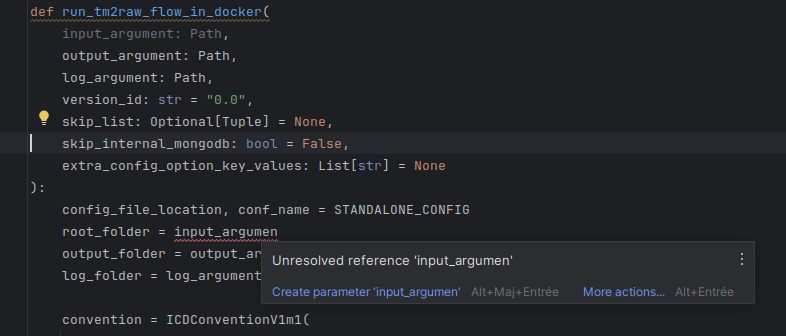 def run_tm2raw_flow_in_docker(
    input_argument: Path,
    output_argument: Path,
    log_argument: Path,
    version_id: str = "0.0",
    skip_list: Optional[Tuple] = None,
    skip_internal_mongodb: bool = False,
    extra_config_option_key_values: List[str] = None
):
    config_file_location, conf_name = STANDALONE_CONFIG
    root_folder = input_argumen
    output_folder = output_ar
    log_folder = log_argument
Unresolved reference 'input_argumen'
Create parameter 'input_argumen' Alt+Maj+Entrée More actions... Alt+Entrée
    convention = ICDConventionV1m1(